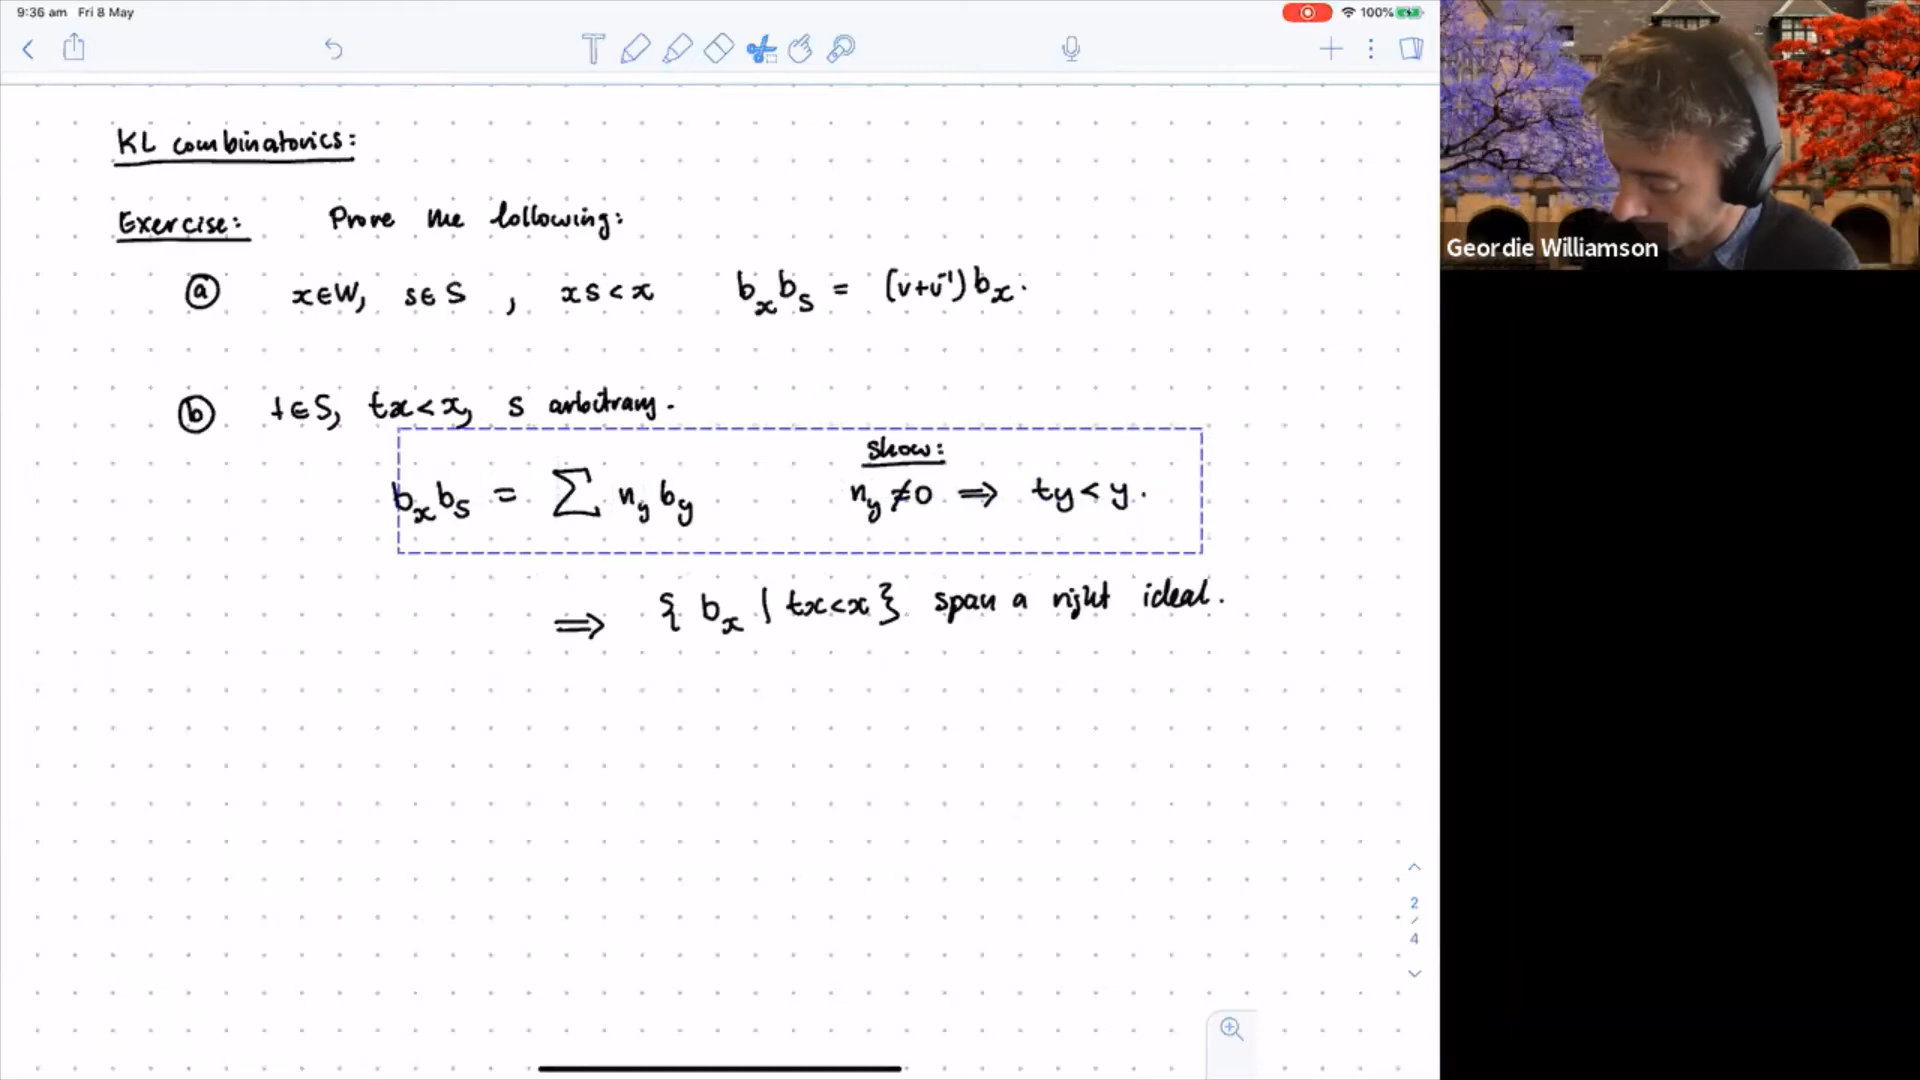 9:36 am Fri 8 May
100%
KL combinatorics:
Exercise: Prove the following:
ⓐ x∈W, s∈S, xs<x b_x b_s = (v+v⁻¹) b_x.
ⓑ t∈S, tx<x, s arbitrary.
Show:
b_x b_s = ∑ n_y b_y n_y ≠ 0 ⟹ ty < y.
⟹ { b_x | tx<x } span a right ideal.
2
/
4
Geordie Williamson